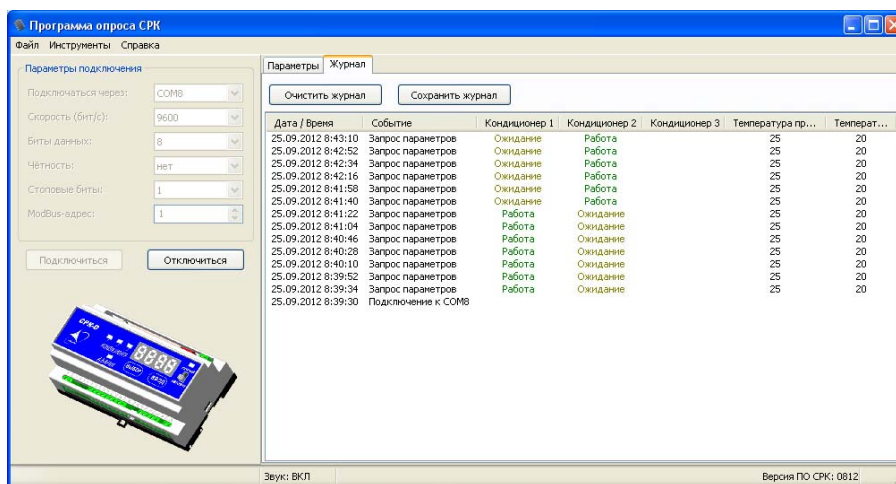 Программа опроса СРК
Файл Инструменты Справка
Параметры подключения
Подключаться через: COM8
Скорость (бит/с): 9600
Биты данных: 8
Чётность: нет
Стоповые биты: 1
ModBus-адрес: 1
Подключиться Отключиться
СРК-D
Параметры Журнал
Очистить журнал Сохранить журнал
Дата / Время Событие Кондиционер 1 Кондиционер 2 Кондиционер 3 Температура пр... Температ...
25.09.2012 8:43:10 Запрос параметров Ожидание Работа 25 20
25.09.2012 8:42:52 Запрос параметров Ожидание Работа 25 20
25.09.2012 8:42:34 Запрос параметров Ожидание Работа 25 20
25.09.2012 8:42:16 Запрос параметров Ожидание Работа 25 20
25.09.2012 8:41:58 Запрос параметров Ожидание Работа 25 20
25.09.2012 8:41:40 Запрос параметров Ожидание Работа 25 20
25.09.2012 8:41:22 Запрос параметров Работа Ожидание 25 20
25.09.2012 8:41:04 Запрос параметров Работа Ожидание 25 20
25.09.2012 8:40:46 Запрос параметров Работа Ожидание 25 20
25.09.2012 8:40:28 Запрос параметров Работа Ожидание 25 20
25.09.2012 8:40:10 Запрос параметров Работа Ожидание 25 20
25.09.2012 8:39:52 Запрос параметров Работа Ожидание 25 20
25.09.2012 8:39:34 Запрос параметров Работа Ожидание 25 20
25.09.2012 8:39:30 Подключение к COM8
Звук: ВКЛ Версия ПО СРК: 0812